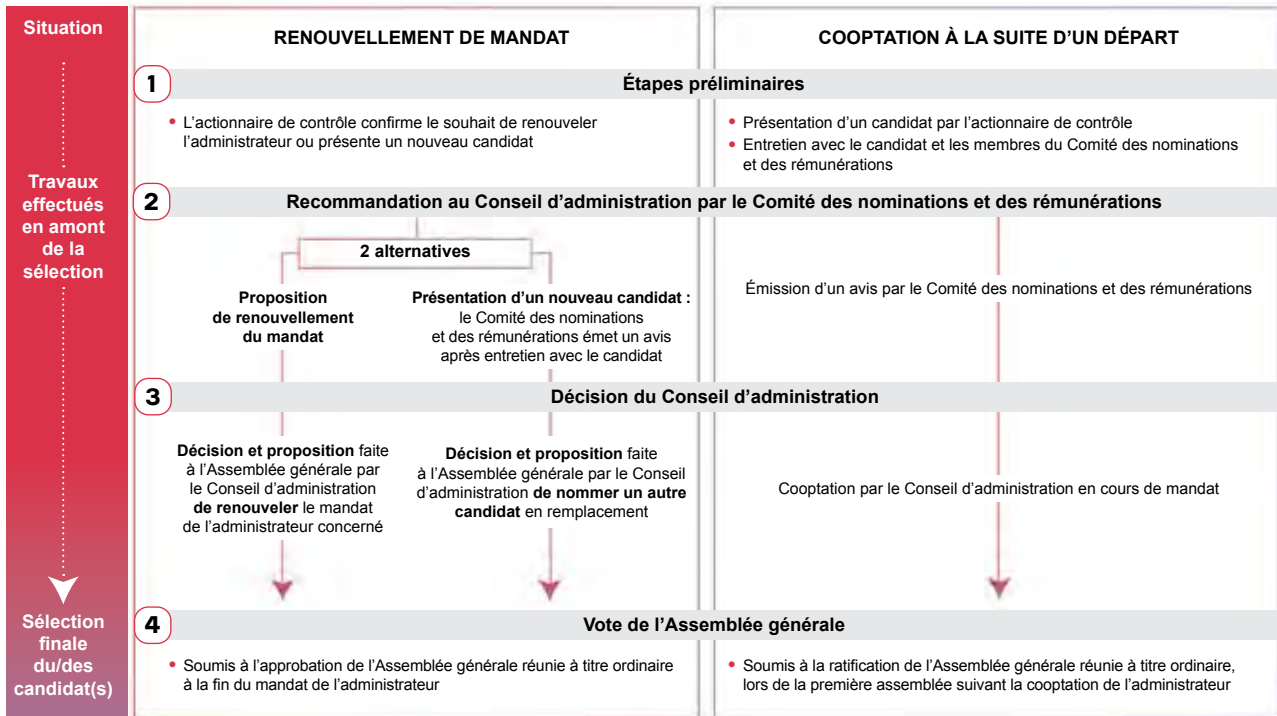 Situation
RENOUVELLEMENT DE MANDAT
COOPTATION À LA SUITE D'UN DÉPART
1
Étapes préliminaires
• L'actionnaire de contrôle confirme le souhait de renouveler
l'administrateur ou présente un nouveau candidat
• Présentation d'un candidat par l'actionnaire de contrôle
• Entretien avec le candidat et les membres du Comité des nominations
et des rémunérations
Travaux
effectués
en amont
de la
sélection
2
Recommandation au Conseil d'administration par le Comité des nominations et des rémunérations
2 alternatives
Proposition
de renouvellement
du mandat
Présentation d'un nouveau candidat :
le Comité des nominations
et des rémunérations émet un avis
après entretien avec le candidat
Émission d'un avis par le Comité des nominations et des rémunérations
3
Décision du Conseil d'administration
Décision et proposition faite
à l'Assemblée générale par
le Conseil d'administration
de renouveler le mandat
de l'administrateur concerné
Décision et proposition faite
à l'Assemblée générale par le Conseil
d'administration de nommer un autre
candidat en remplacement
Cooptation par le Conseil d'administration en cours de mandat
Sélection
finale
du/des
candidat(s)
4
Vote de l'Assemblée générale
• Soumis à l'approbation de l'Assemblée générale réunie à titre ordinaire
à la fin du mandat de l'administrateur
• Soumis à la ratification de l'Assemblée générale réunie à titre ordinaire,
lors de la première assemblée suivant la cooptation de l'administrateur